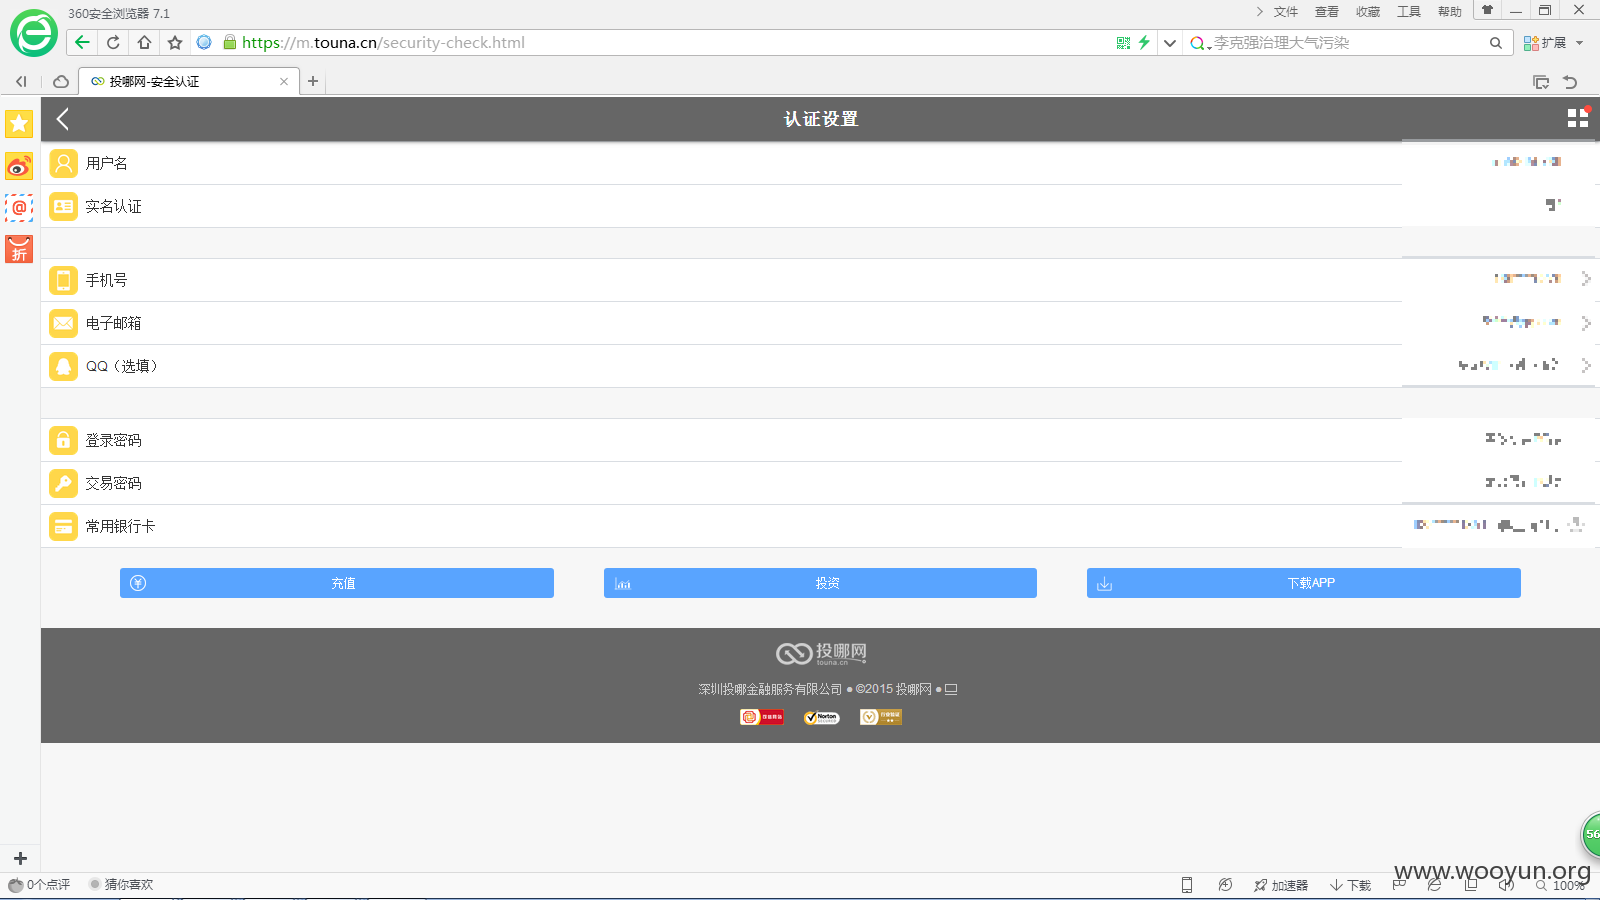 360安全浏览器 7.1
文件 查看 收藏 工具 帮助
https://m.touna.cn/security-check.html
李克强治理大气污染
扩展
投哪网-安全认证
认证设置
用户名
实名认证
折
手机号
电子邮箱
QQ（选填）
登录密码
交易密码
常用银行卡
充值
投资
下载APP
投哪网
touna.cn
深圳投哪金融服务有限公司 ● ©2015 投哪网 ●
Norton
56
www.wooyun.org
0个点评
猜你喜欢
加速器
下载
100%